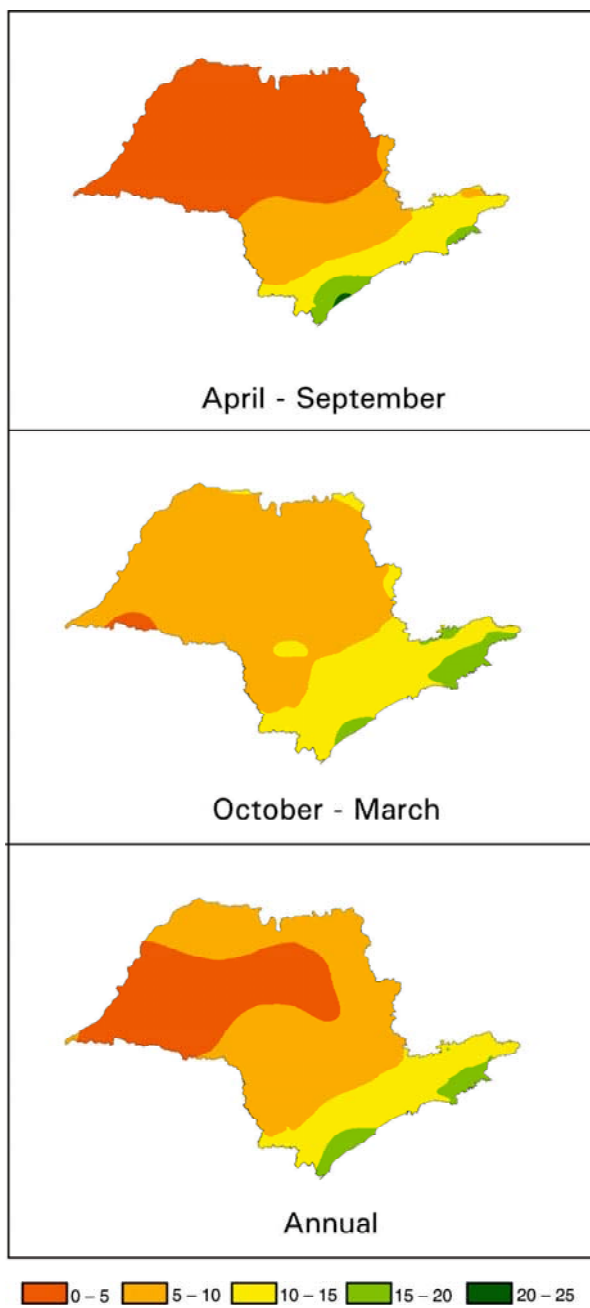 April - September
October - March
Annual
0 – 5 5 – 10 10 – 15 15 – 20 20 – 25